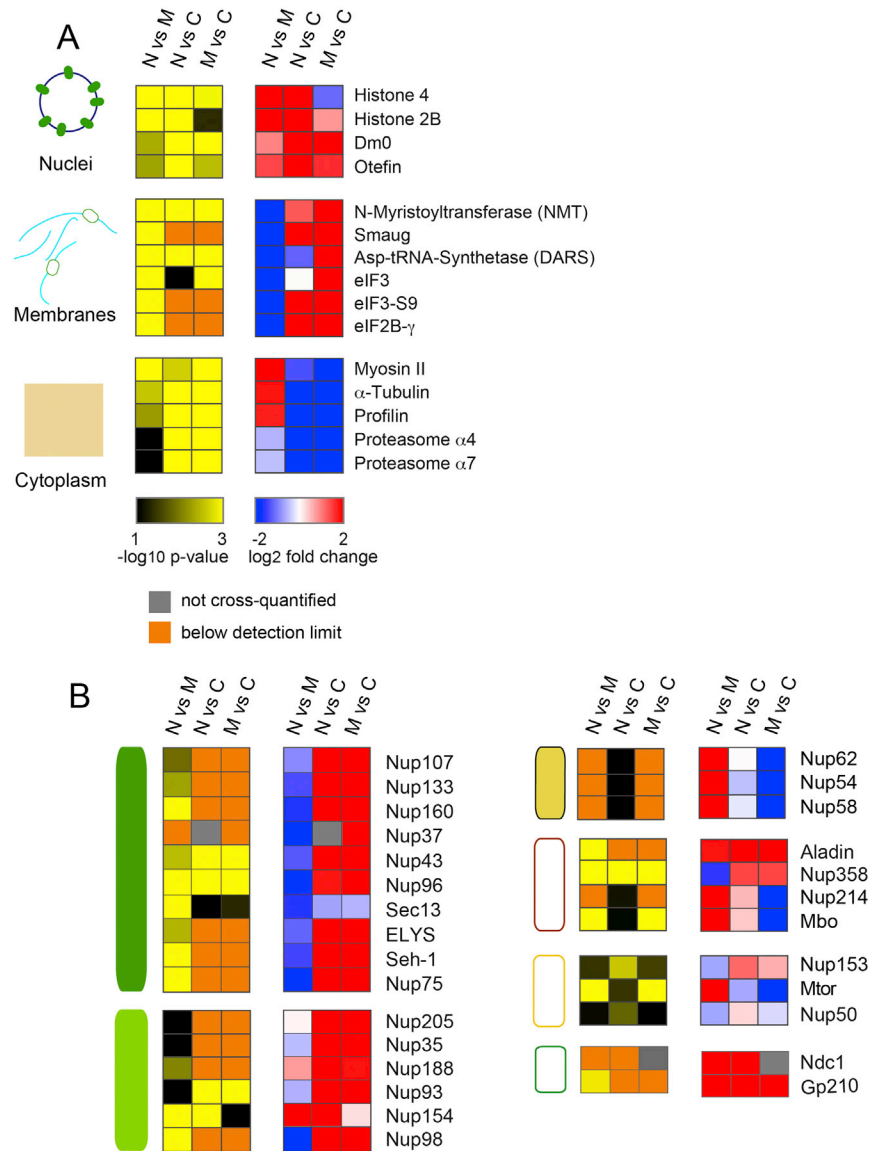 A
N vs M
N vs C
M vs C
N vs M
N vs C
M vs C
Nuclei
Histone 4
Histone 2B
Dm0
Otefin
Membranes
N-Myristoyltransferase (NMT)
Smaug
Asp-tRNA-Synthetase (DARS)
eIF3
eIF3-S9
eIF2B-γ
Cytoplasm
Myosin II
α-Tubulin
Profilin
Proteasome α4
Proteasome α7
1 3
-log10 p-value
-2 2
log2 fold change
not cross-quantified
below detection limit
B
N vs M
N vs C
M vs C
N vs M
N vs C
M vs C
Nup107
Nup133
Nup160
Nup37
Nup43
Nup96
Sec13
ELYS
Seh-1
Nup75
Nup205
Nup35
Nup188
Nup93
Nup154
Nup98
N vs M
N vs C
M vs C
N vs M
N vs C
M vs C
Nup62
Nup54
Nup58
Aladin
Nup358
Nup214
Mbo
Nup153
Mtor
Nup50
Ndc1
Gp210